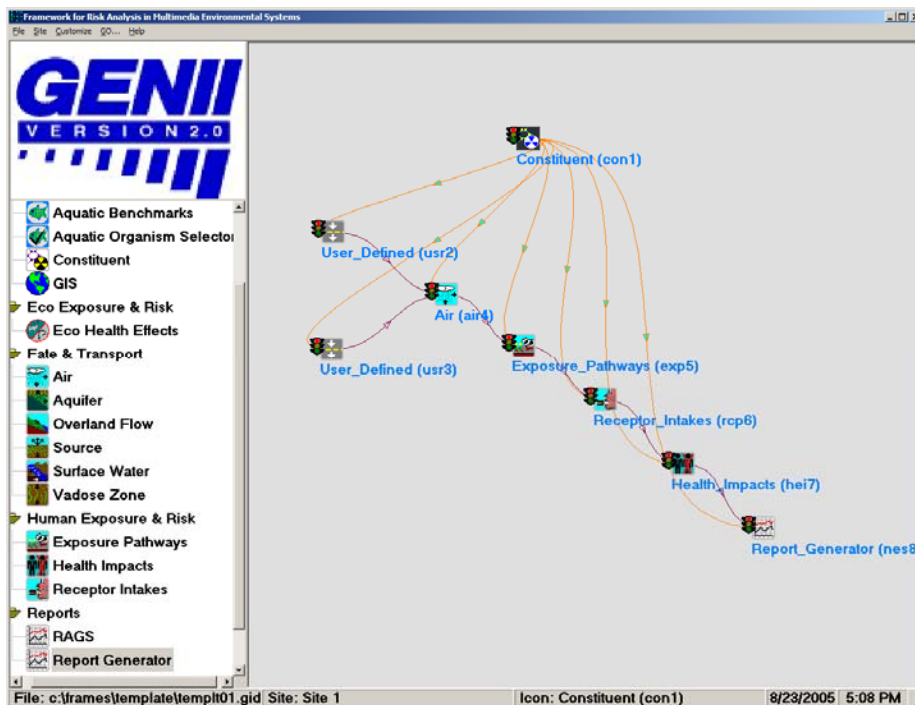 Framework for Risk Analysis in Multimedia Environmental Systems
File Site Customize GO... Help
GENII
VERSION 2.0
Aquatic Benchmarks
Aquatic Organism Selector
Constituent
GIS
Eco Exposure & Risk
Eco Health Effects
Fate & Transport
Air
Aquifer
Overland Flow
Source
Surface Water
Vadose Zone
Human Exposure & Risk
Exposure Pathways
Health Impacts
Receptor Intakes
Reports
RAGS
Report Generator
Constituent (con1)
User_Defined (usr2)
Air (air4)
User_Defined (usr3)
Exposure_Pathways (exp5)
Receptor_Intakes (rcp6)
Health_Impacts (hei7)
Report_Generator (nes8
File: c:\frames\template\templt01.gid Site: Site 1 Icon: Constituent (con1) 8/23/2005 5:08 PM